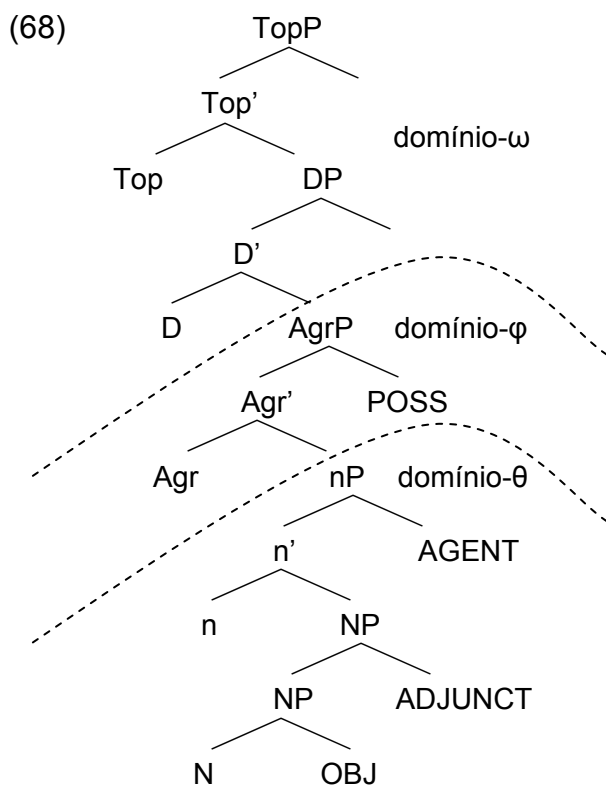 (68) TopP
Top’
domínio-ω
Top DP
D’
D AgrP domínio-φ
Agr’ POSS
Agr nP domínio-θ
n’ AGENT
n NP
NP ADJUNCT
N OBJ